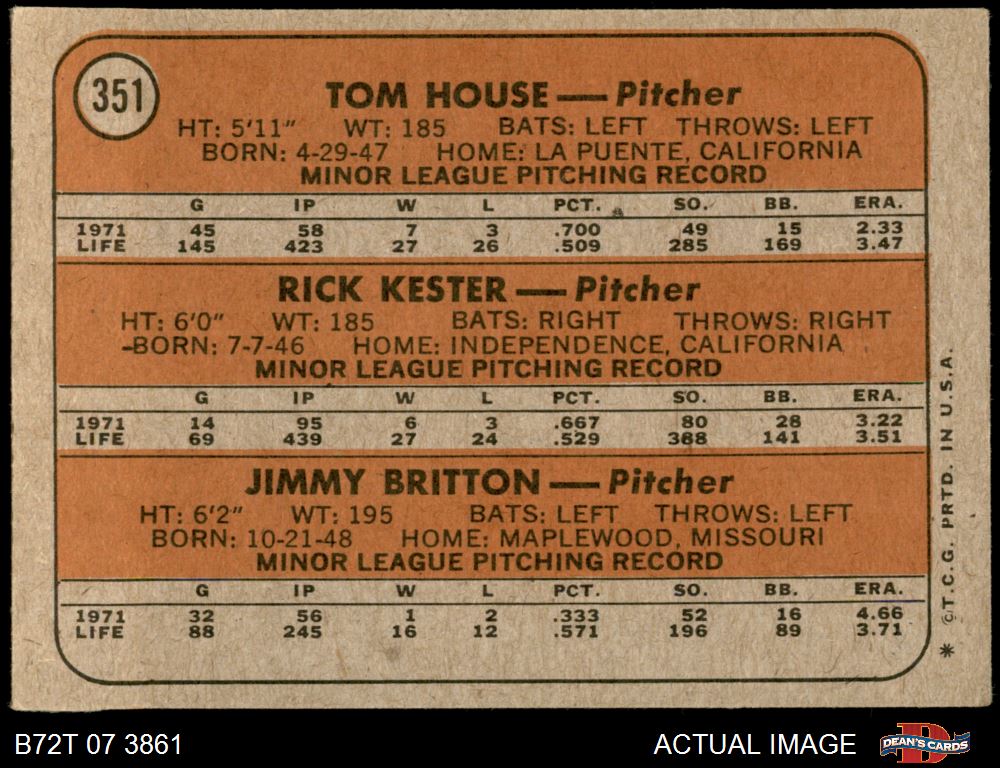 351
TOM HOUSE — Pitcher
HT: 5'11" WT: 185 BATS: LEFT THROWS: LEFT
BORN: 4-29-47 HOME: LA PUENTE, CALIFORNIA
MINOR LEAGUE PITCHING RECORD
G IP W L PCT. SO. BB. ERA.
1971 45 58 7 3 .700 49 15 2.33
LIFE 145 423 27 26 .509 285 169 3.47
RICK KESTER — Pitcher
HT: 6'0" WT: 185 BATS: RIGHT THROWS: RIGHT
BORN: 7-7-46 HOME: INDEPENDENCE, CALIFORNIA
MINOR LEAGUE PITCHING RECORD
G IP W L PCT. SO. BB. ERA.
1971 14 95 6 3 .667 80 28 3.22
LIFE 69 439 27 24 .529 388 141 3.51
JIMMY BRITTON — Pitcher
HT: 6'2" WT: 195 BATS: LEFT THROWS: LEFT
BORN: 10-21-48 HOME: MAPLEWOOD, MISSOURI
MINOR LEAGUE PITCHING RECORD
G IP W L PCT. SO. BB. ERA.
1971 32 56 1 2 .333 52 16 4.66
LIFE 88 245 16 12 .571 196 89 3.71
* ©T.C.G. PRTD. IN U.S.A.
B72T 07 3861
ACTUAL IMAGE
D
DEAN'S CARDS